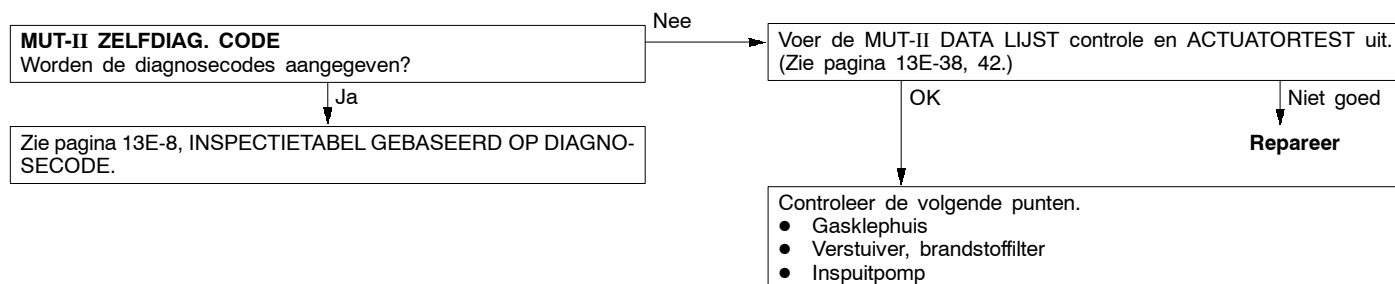 MUT-II ZELFDIAG. CODE
Worden de diagnosecodes aangegeven?
Nee
Voer de MUT-II DATA LIJST controle en ACTUATORTEST uit.
(Zie pagina 13E-38, 42.)
Ja
Zie pagina 13E-8, INSPECTIETABEL GEBASEERD OP DIAGNO-
SECODE.
OK
Niet goed
Repareer
Controleer de volgende punten.
● Gasklephuis
● Verstuiver, brandstoffilter
● Inspuitpomp